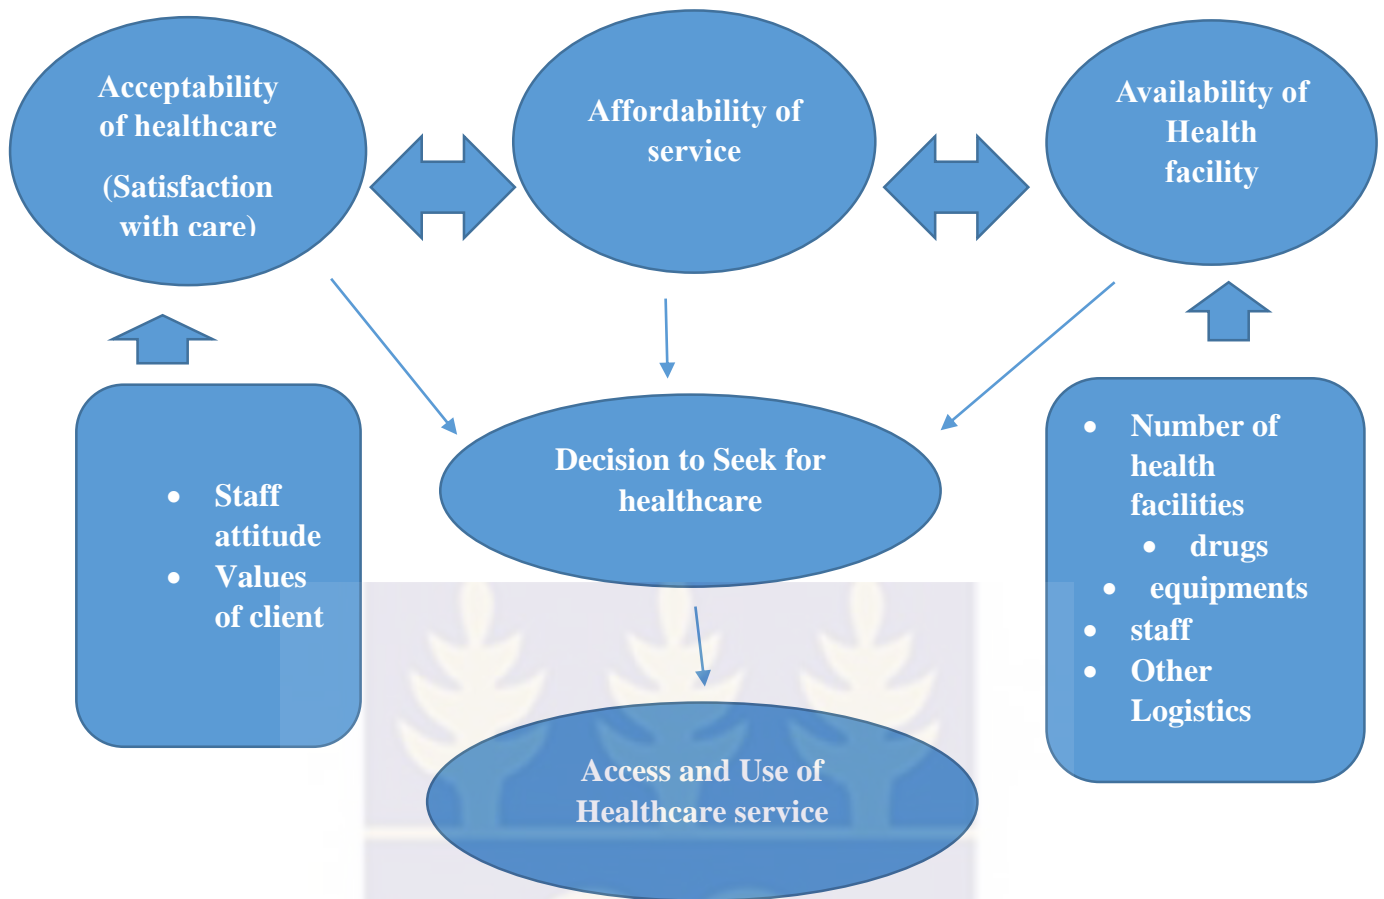 Acceptability
of healthcare
(Satisfaction
with care)
Affordability of
service
Availability of
Health
facility
Decision to Seek for
healthcare
• Staff
attitude
• Values
of client
• Number of
health
facilities
• drugs
• equipments
• staff
• Other
Logistics
Access and Use of
Healthcare service